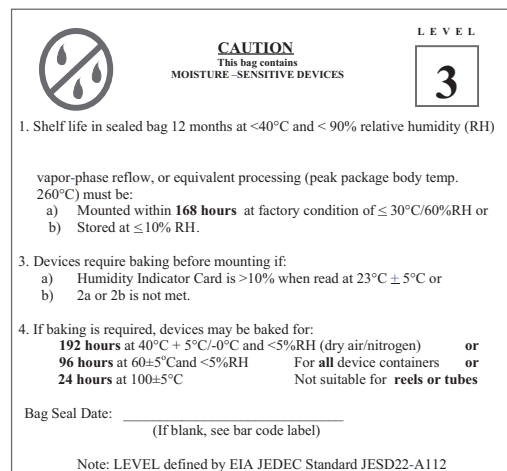 LEVEL
CAUTION
This bag contains
MOISTURE –SENSITIVE DEVICES
3
1. Shelf life in sealed bag 12 months at <40°C and < 90% relative humidity (RH)
vapor-phase reflow, or equivalent processing (peak package body temp.
260°C) must be:
a) Mounted within 168 hours at factory condition of ≤ 30°C/60%RH or
b) Stored at ≤10% RH.
3. Devices require baking before mounting if:
a) Humidity Indicator Card is >10% when read at 23°C ± 5°C or
b) 2a or 2b is not met.
4. If baking is required, devices may be baked for:
192 hours at 40°C + 5°C/-0°C and <5%RH (dry air/nitrogen) or
96 hours at 60±5°Cand <5%RH For all device containers or
24 hours at 100±5°C Not suitable for reels or tubes
Bag Seal Date: ______________________________
(If blank, see bar code label)
Note: LEVEL defined by EIA JEDEC Standard JESD22-A112